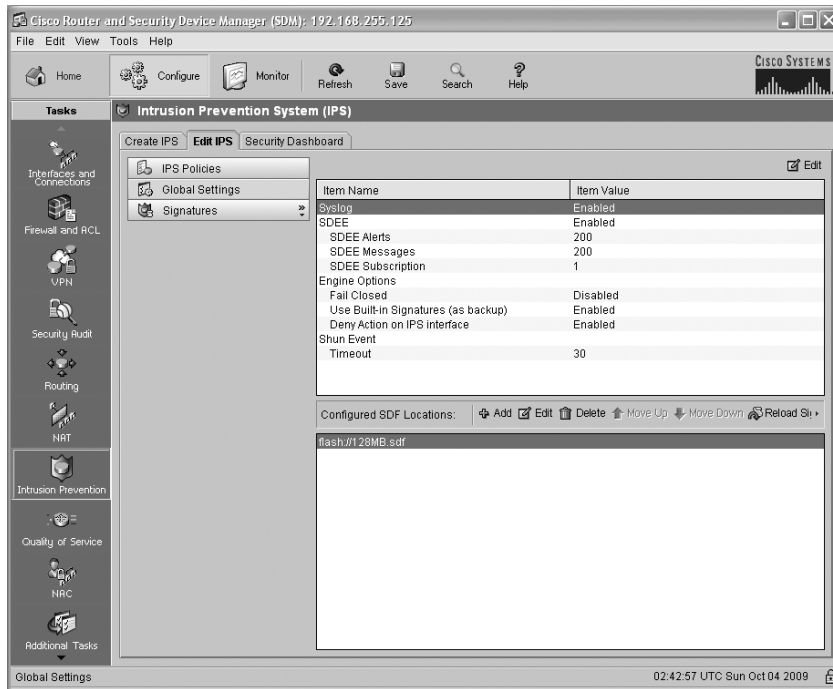 Cisco Router and Security Device Manager (SDM): 192.168.255.125
File Edit View Tools Help
Home Configure Monitor Refresh Save Search Help
CISCO SYSTEMS
Tasks
Intrusion Prevention System (IPS)
Create IPS Edit IPS Security Dashboard
Interfaces and
Connections
Firewall and ACL
VPN
Security Audit
Routing
NAT
Intrusion Prevention
Quality of Service
NAC
Additional Tasks
IPS Policies
Global Settings
Signatures
Edit
Item Name Item Value
Syslog Enabled
SDEE Enabled
SDEE Alerts 200
SDEE Messages 200
SDEE Subscription 1
Engine Options
Fail Closed Disabled
Use Built-in Signatures (as backup) Enabled
Deny Action on IPS interface Enabled
Shun Event
Timeout 30
Configured SDF Locations: Add Edit Delete Move Up Move Down Reload Si
flash://128MB.sdf
Global Settings 02:42:57 UTC Sun Oct 04 2009